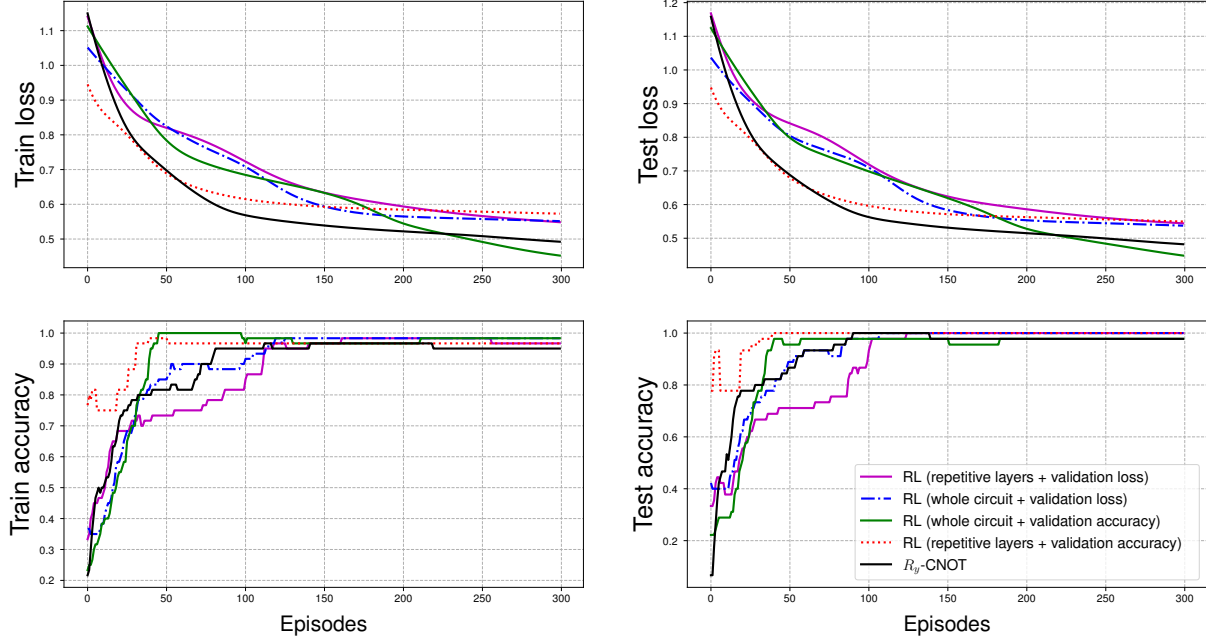 Train loss
1.1
1.0
0.9
0.8
0.7
0.6
0.5
0 50 100 150 200 250 300
Test loss
1.2
1.1
1.0
0.9
0.8
0.7
0.6
0.5
0.4
0 50 100 150 200 250 300
Train accuracy
1.0
0.9
0.8
0.7
0.6
0.5
0.4
0.3
0.2
0 50 100 150 200 250 300
Episodes
Test accuracy
1.0
0.8
0.6
0.4
0.2
0 50 100 150 200 250 300
Episodes
RL (repetitive layers + validation loss)
RL (whole circuit + validation loss)
RL (whole circuit + validation accuracy)
RL (repetitive layers + validation accuracy)
R_y-CNOT